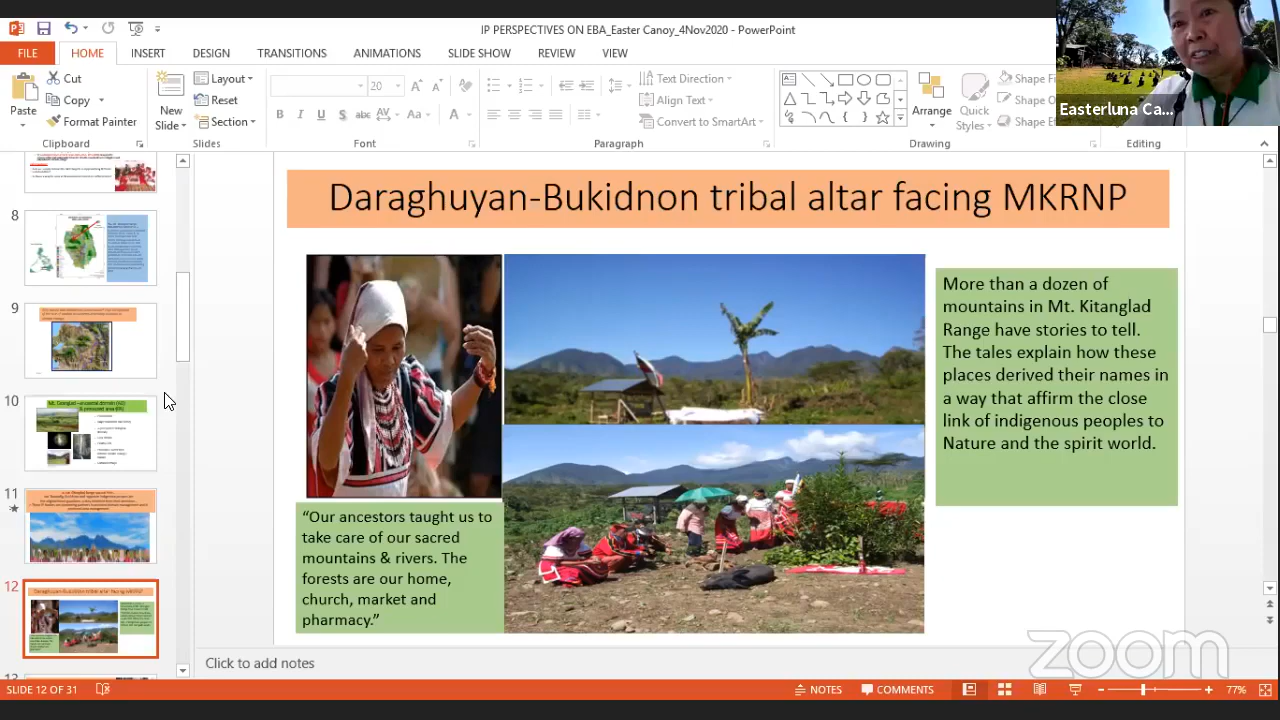 IP PERSPECTIVES ON EBA_Easter Canoy_4Nov2020 - PowerPoint
FILE
HOME
INSERT
DESIGN
TRANSITIONS
ANIMATIONS
SLIDE SHOW
REVIEW
VIEW
Easterluna Ca...
Paste
Cut
Copy
Format Painter
Clipboard
New
Slide
Layout
Reset
Section
Slides
20
Font
Text Direction
Align Text
Convert to SmartArt
Paragraph
Arrange
Quick
Styles
Shape Fi
Shape O
Shape E
Drawing
Editing
8
9
10
11
12
Daraghuyan-Bukidnon tribal altar facing MKRNP
More than a dozen of
mountains in Mt. Kitanglad
Range have stories to tell.
The tales explain how these
places derived their names in
a way that affirm the close
link of indigenous peoples to
Nature and the spirit world.
“Our ancestors taught us to
take care of our sacred
mountains & rivers. The
forests are our home,
church, market and
pharmacy.”
Click to add notes
zoom
SLIDE 12 OF 31
NOTES
COMMENTS
77%